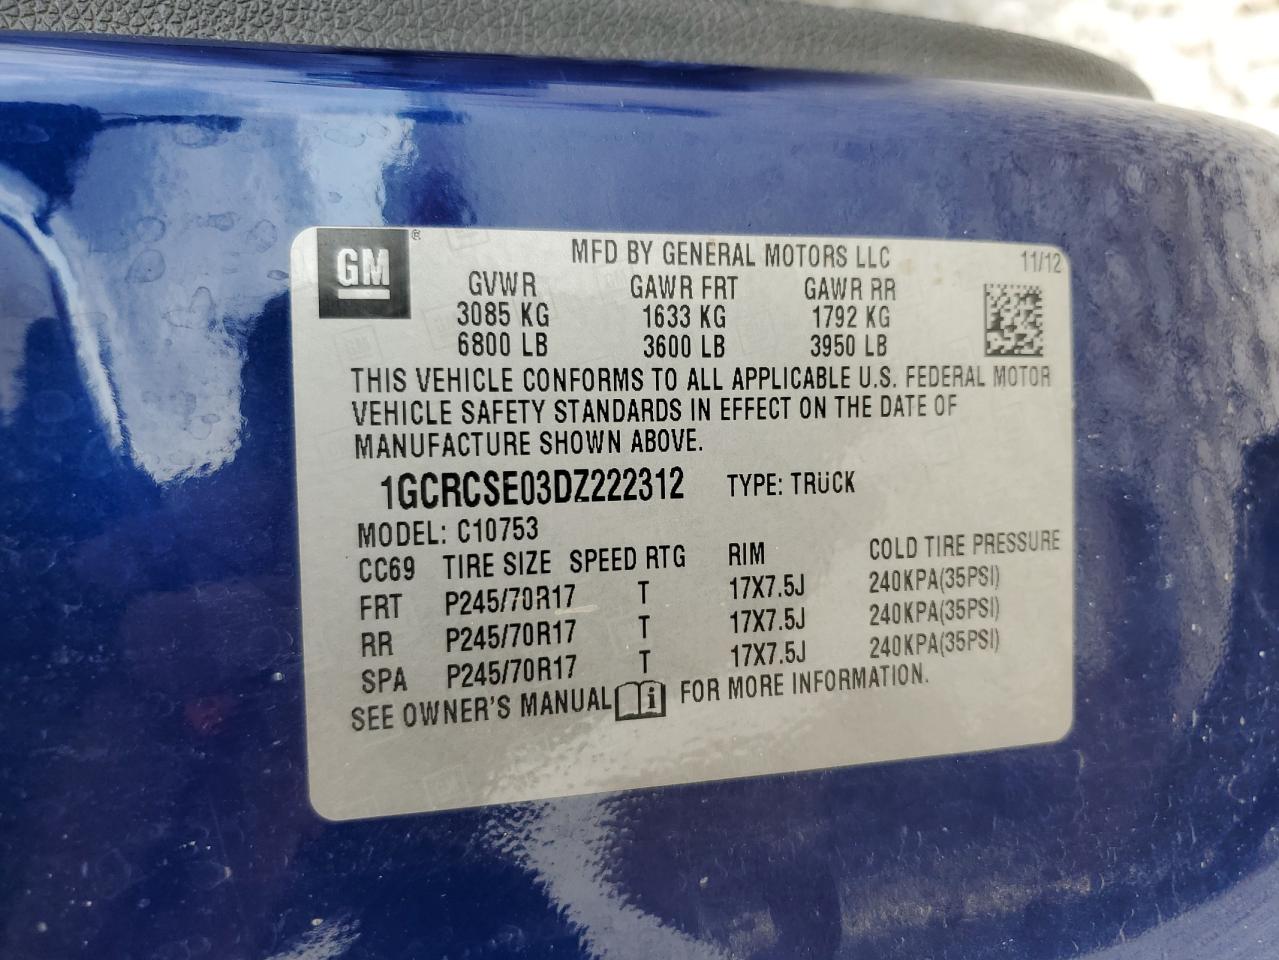 GM ®
MFD BY GENERAL MOTORS LLC 11/12
GVWR GAWR FRT GAWR RR
3085 KG 1633 KG 1792 KG
6800 LB 3600 LB 3950 LB
THIS VEHICLE CONFORMS TO ALL APPLICABLE U.S. FEDERAL MOTOR
VEHICLE SAFETY STANDARDS IN EFFECT ON THE DATE OF
MANUFACTURE SHOWN ABOVE.
1GCRCSE03DZ222312 TYPE: TRUCK
MODEL: C10753
CC69 TIRE SIZE SPEED RTG RIM COLD TIRE PRESSURE
FRT P245/70R17 T 17X7.5J 240KPA(35PSI)
RR P245/70R17 T 17X7.5J 240KPA(35PSI)
SPA P245/70R17 T 17X7.5J 240KPA(35PSI)
SEE OWNER'S MANUAL FOR MORE INFORMATION.